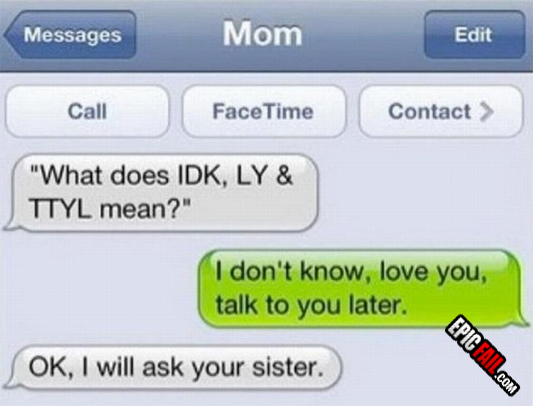 Messages
Mom
Edit
Call
FaceTime
Contact
"What does IDK, LY &
TTYL mean?"
I don't know, love you,
talk to you later.
OK, I will ask your sister.
EPIC FAIL.COM